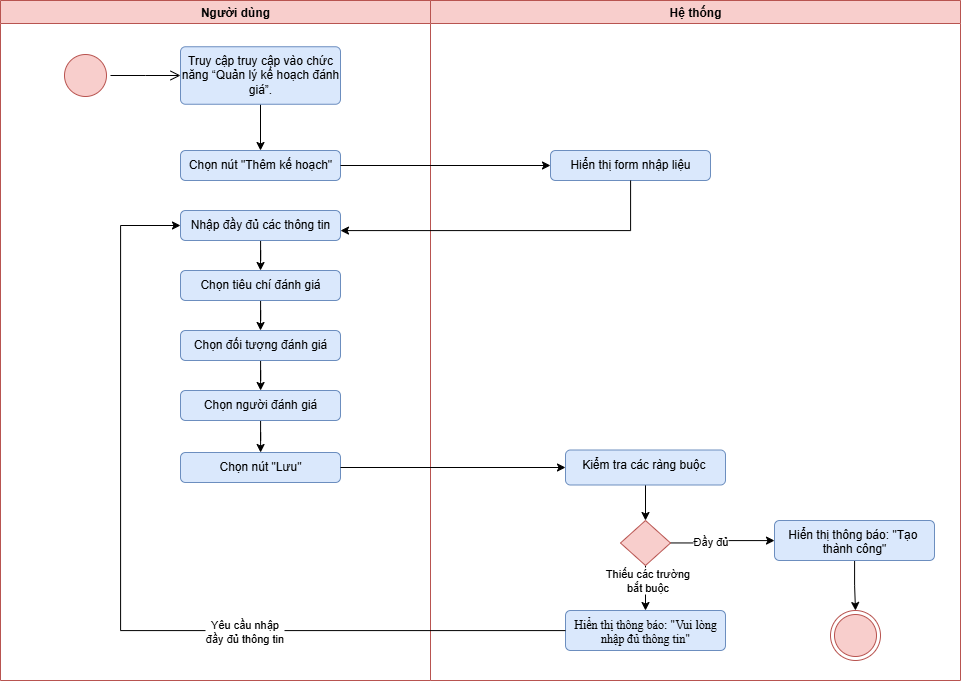 Người dùng
Hệ thống
Truy cập truy cập vào chức
năng “Quản lý kế hoạch đánh
giá”.
Chọn nút "Thêm kế hoạch"
Hiển thị form nhập liệu
Nhập đầy đủ các thông tin
Chọn tiêu chí đánh giá
Chọn đối tượng đánh giá
Chọn người đánh giá
Chọn nút "Lưu"
Kiểm tra các ràng buộc
Đầy đủ
Hiển thị thông báo: "Tạo
thành công"
Thiếu các trường
bắt buộc
Hiển thị thông báo: "Vui lòng
nhập đủ thông tin"
Yêu cầu nhập
đầy đủ thông tin